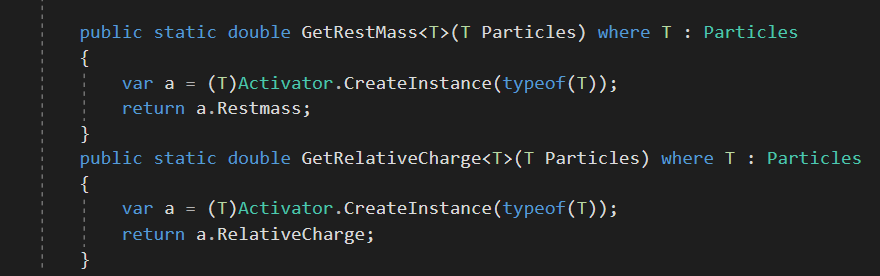 public static double GetRestMass<T>(T Particles) where T : Particles
{
var a = (T)Activator.CreateInstance(typeof(T));
return a.Restmass;
}
public static double GetRelativeCharge<T>(T Particles) where T : Particles
{
var a = (T)Activator.CreateInstance(typeof(T));
return a.RelativeCharge;
}